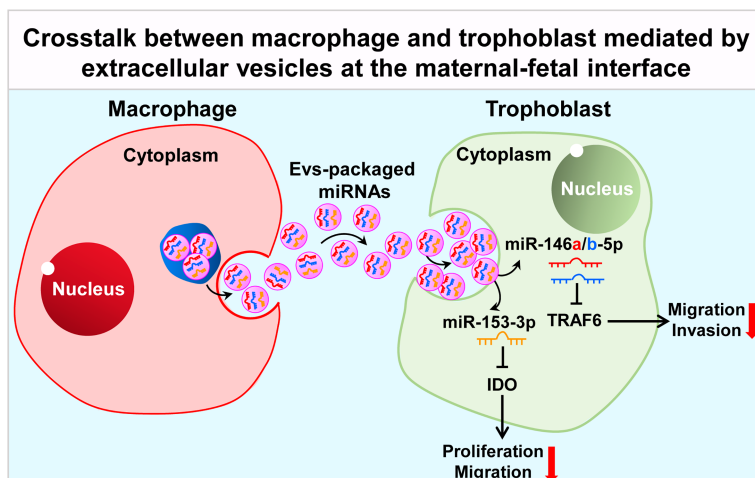 Crosstalk between macrophage and trophoblast mediated by
extracellular vesicles at the maternal-fetal interface
Macrophage
Trophoblast
Cytoplasm
Cytoplasm
Evs-packaged
miRNAs
Nucleus
Nucleus
miR-146a/b-5p
miR-153-3p
TRAF6
Migration
Invasion
IDO
Proliferation
Migration